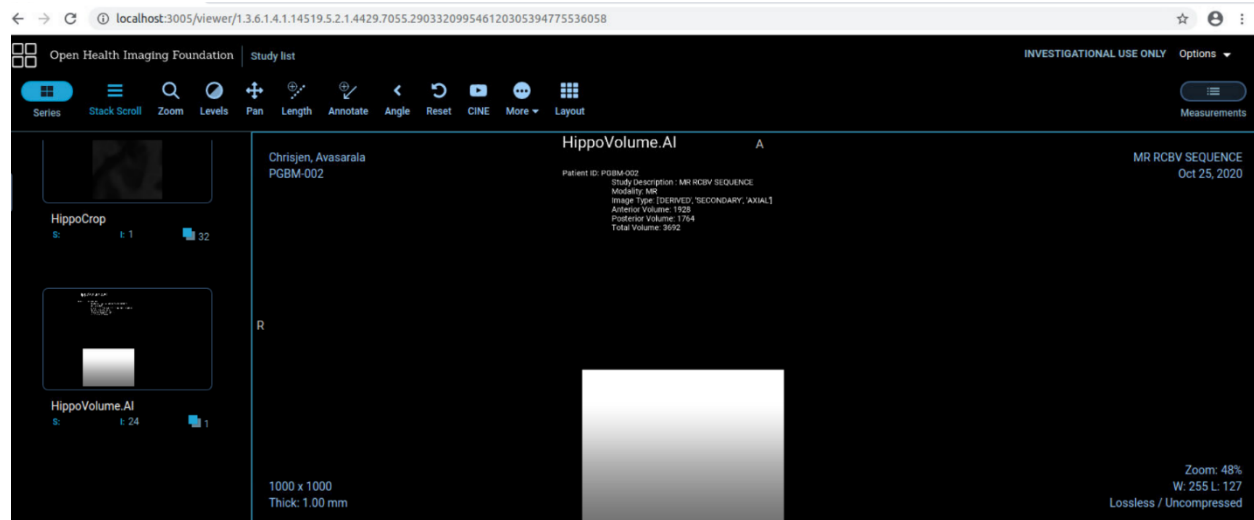 localhost:3005/viewer/1.3.6.1.4.1.14519.5.2.1.4429.7055.290332099546120305394775536058
Open Health Imaging Foundation
Study list
INVESTIGATIONAL USE ONLY
Options
Series
Stack Scroll
Zoom
Levels
Pan
Length
Annotate
Angle
Reset
CINE
More
Layout
Measurements
HippoCrop
S:
I: 1
32
HippoVolume.AI
S:
I: 24
1
Chrisjen, Avasarala
PGBM-002
HippoVolume.AI
A
Patient ID: PGBM-002
Study Description : MR RCBV SEQUENCE
Modality: MR
Image Type: ['DERIVED', 'SECONDARY', 'AXIAL']
Anterior Volume: 1928
Posterior Volume: 1764
Total Volume: 3692
MR RCBV SEQUENCE
Oct 25, 2020
R
1000 x 1000
Thick: 1.00 mm
Zoom: 48%
W: 255 L: 127
Lossless / Uncompressed